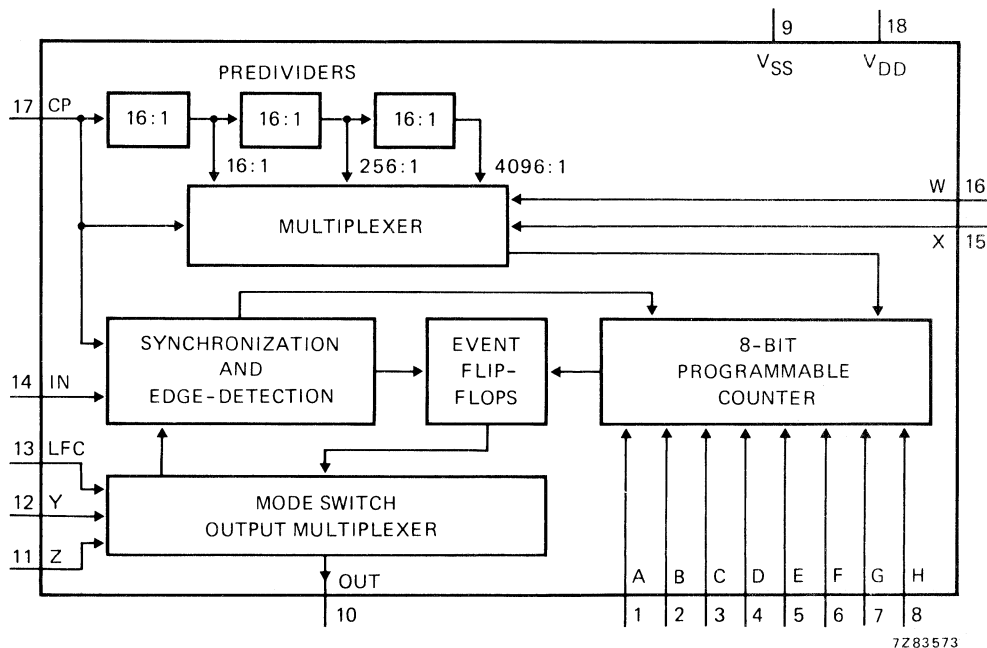 9 18
VSS VDD
PREDIVIDERS
17 CP 16:1 16:1 16:1
16:1 256:1 4096:1
W 16
MULTIPLEXER
X 15
SYNCHRONIZATION
AND
EDGE-DETECTION
EVENT
FLIP-
FLOPS
8-BIT
PROGRAMMABLE
COUNTER
14 IN
13 LFC
12 Y
11 Z
MODE SWITCH
OUTPUT MULTIPLEXER
OUT
10
A B C D E F G H
1 2 3 4 5 6 7 8
7Z83573